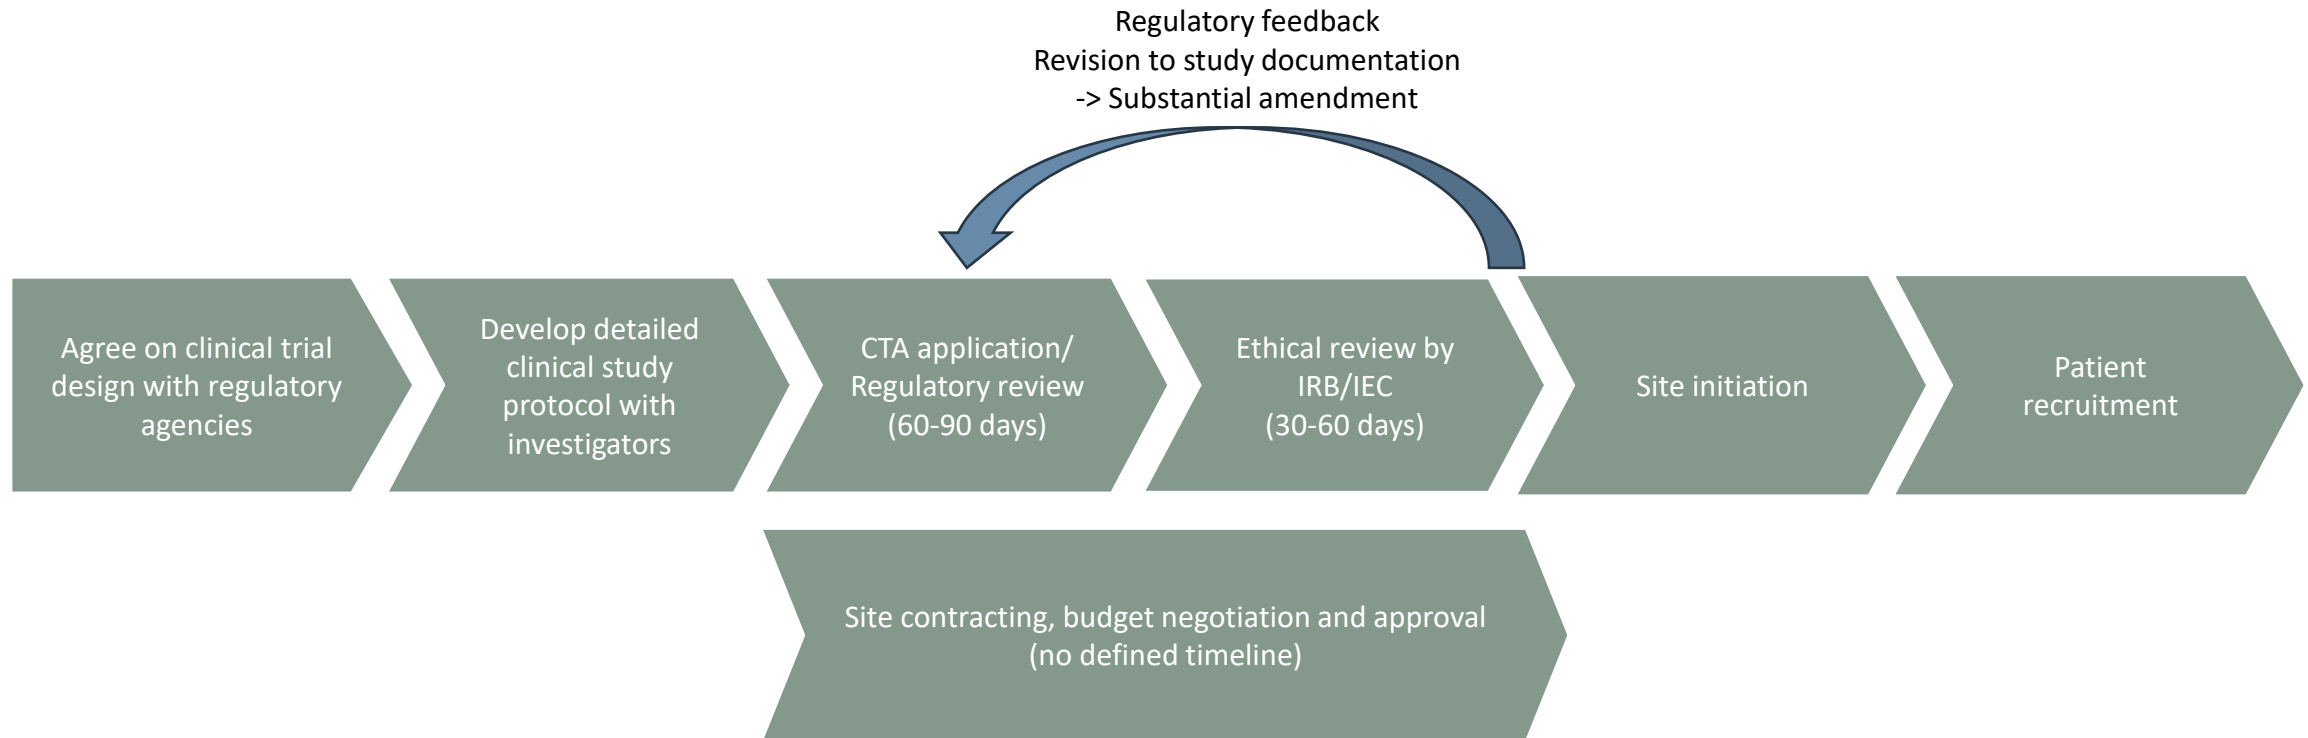 Regulatory feedback
Revision to study documentation
-> Substantial amendment
Agree on clinical trial
design with regulatory
agencies
Develop detailed
clinical study
protocol with
investigators
CTA application/
Regulatory review
(60-90 days)
Ethical review by
IRB/IEC
(30-60 days)
Site initiation
Patient
recruitment
Site contracting, budget negotiation and approval
(no defined timeline)